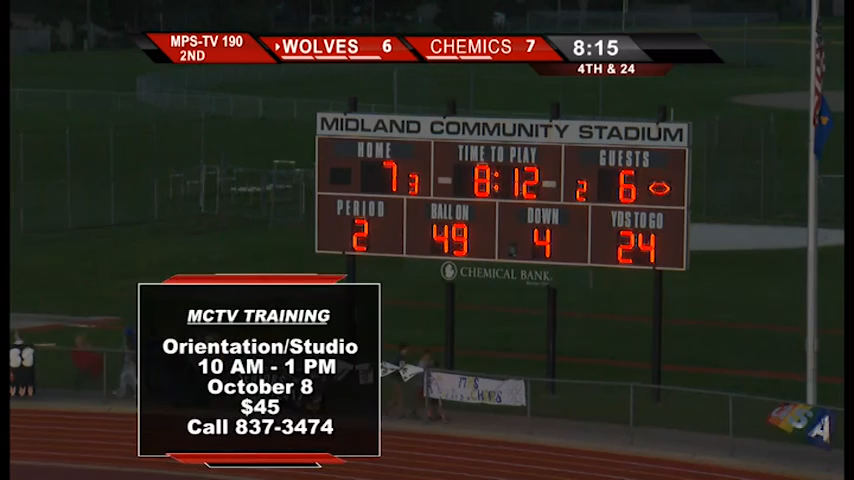 MPS-TV 190
2ND
WOLVES 6
CHEMICS 7
8:15
4TH & 24
MIDLAND COMMUNITY STADIUM
HOME
TIME TO PLAY
GUESTS
7 3
8:12
2 6
PERIOD
BALL ON
DOWN
YDS TO GO
2
49
4
24
CHEMICAL BANK
MCTV TRAINING
Orientation/Studio
10 AM - 1 PM
October 8
$45
Call 837-3474